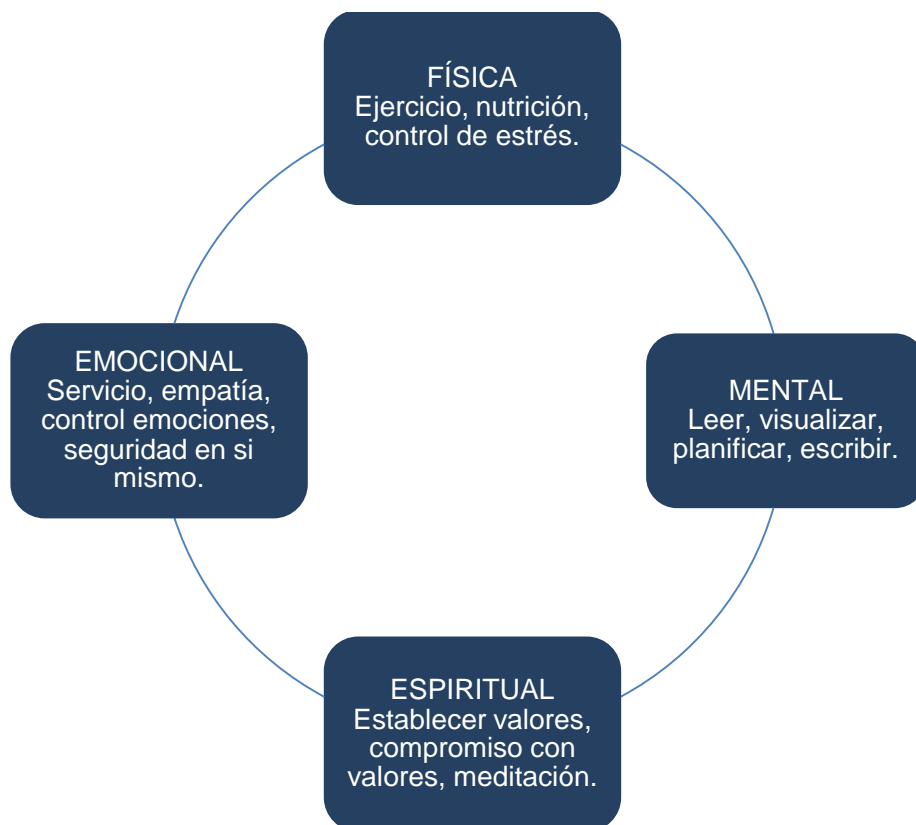 FÍSICA
Ejercicio, nutrición,
control de estrés.
EMOCIONAL
Servicio, empatía,
control emociones,
seguridad en si
mismo.
MENTAL
Leer, visualizar,
planificar, escribir.
ESPIRITUAL
Establecer valores,
compromiso con
valores, meditación.